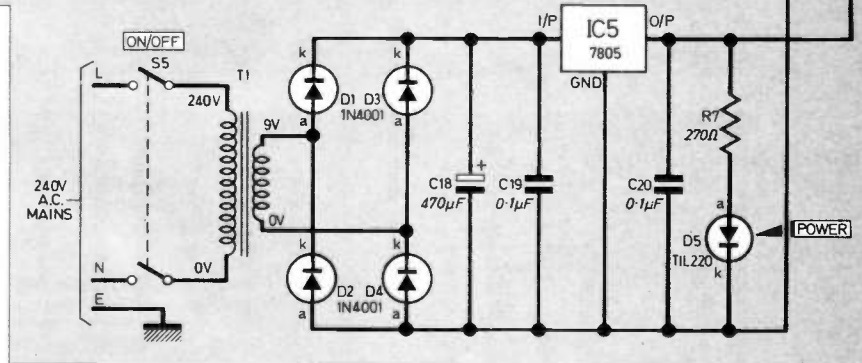 ON/OFF
S5
L
240V
A.C.
MAINS
N
E
T1
240V
0V
9V
0V
k
D1
a
k
D3
1N4001
a
k
D2
a
k
D4
1N4001
a
+
C18
470µF
C19
0·1µF
I/P
IC5
7805
O/P
GND
C20
0·1µF
R7
270Ω
a
D5
TIL220
k
POWER